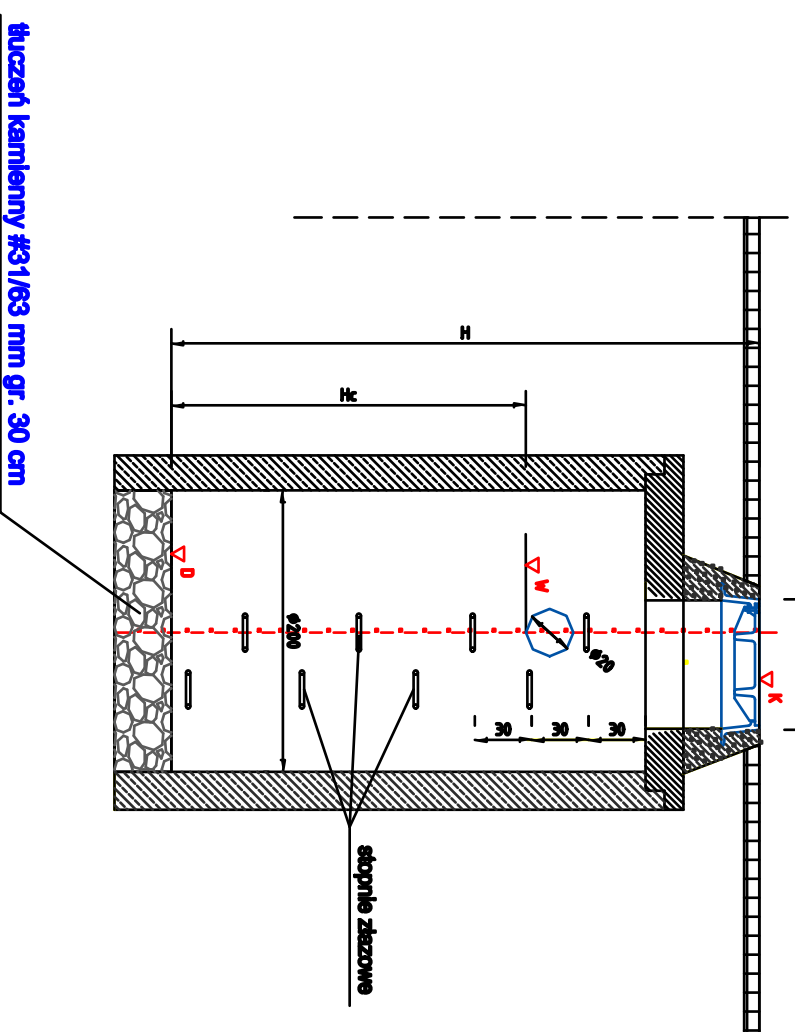 K
H
Hc
W
ø20
30
30
30
D
ø200
stopnie złazowe
tłuczeń kamienny #31/63 mm gr. 30 cm